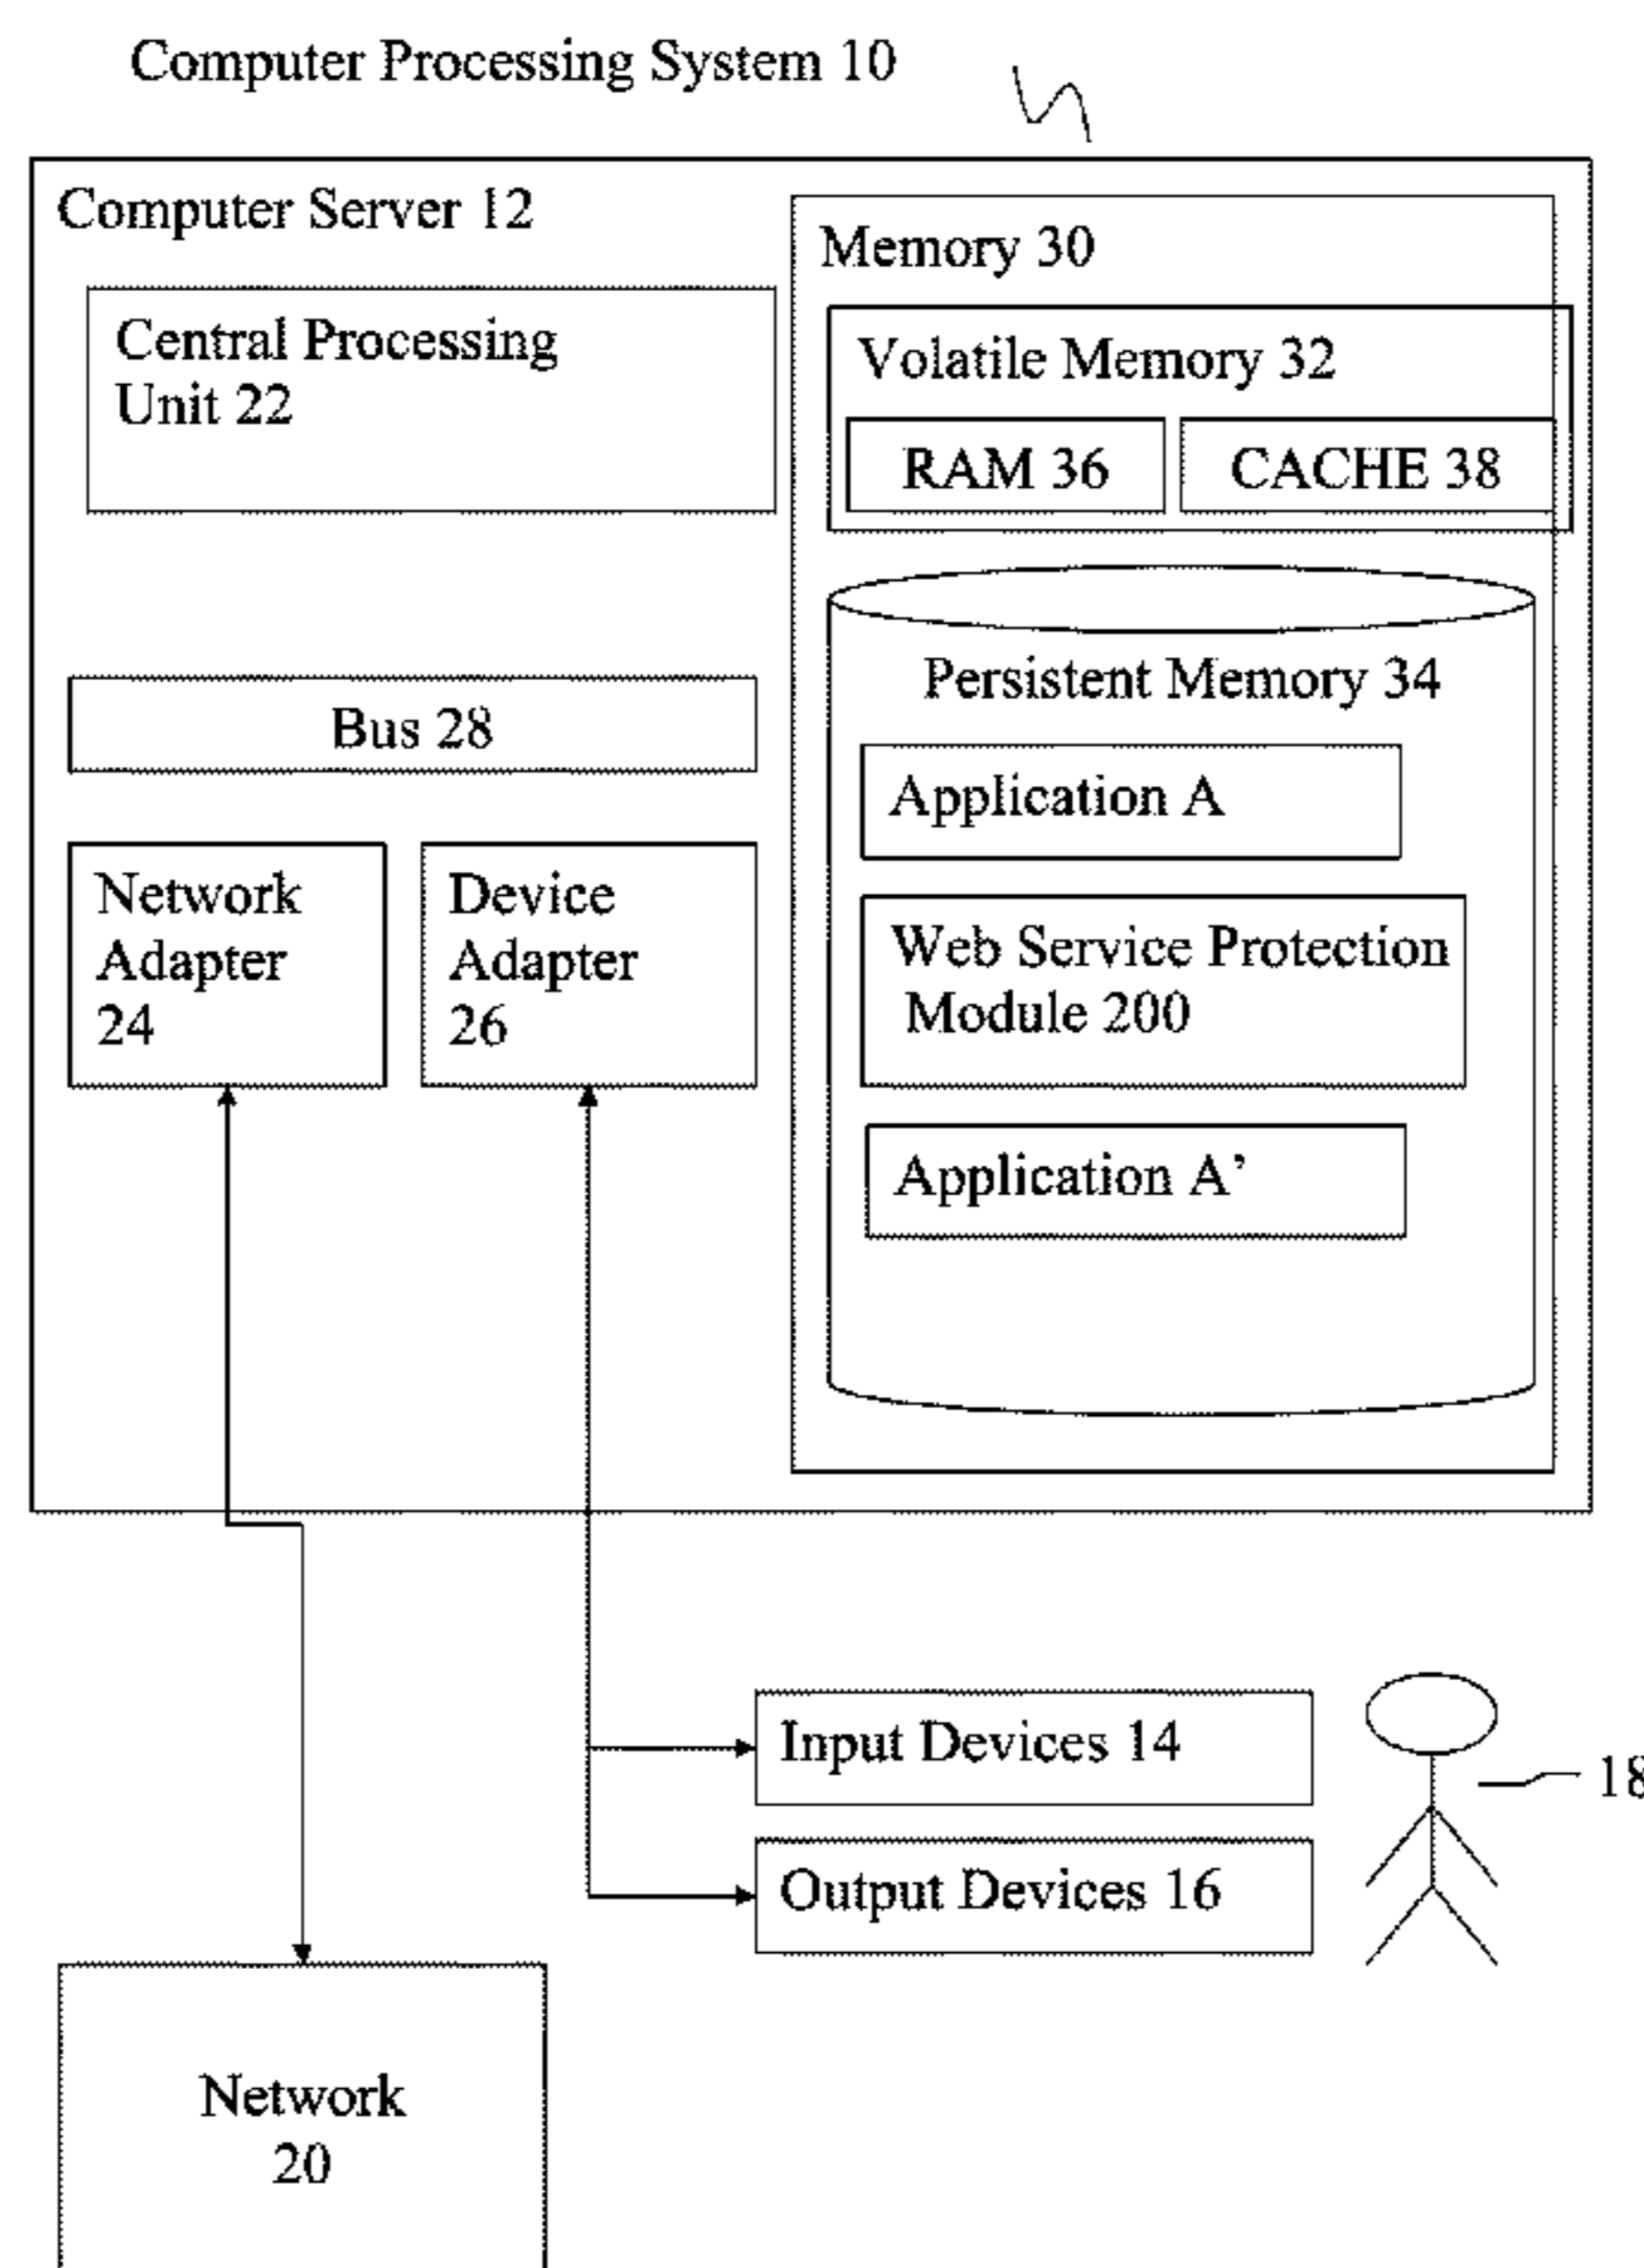 Computer Processing System 10
Computer Server 12
Central Processing
Unit 22
Bus 28
Network
Adapter
24
Device
Adapter
26
Memory 30
Volatile Memory 32
RAM 36
CACHE 38
Persistent Memory 34
Application A
Web Service Protection
Module 200
Application A’
Input Devices 14
Output Devices 16
18
Network
20